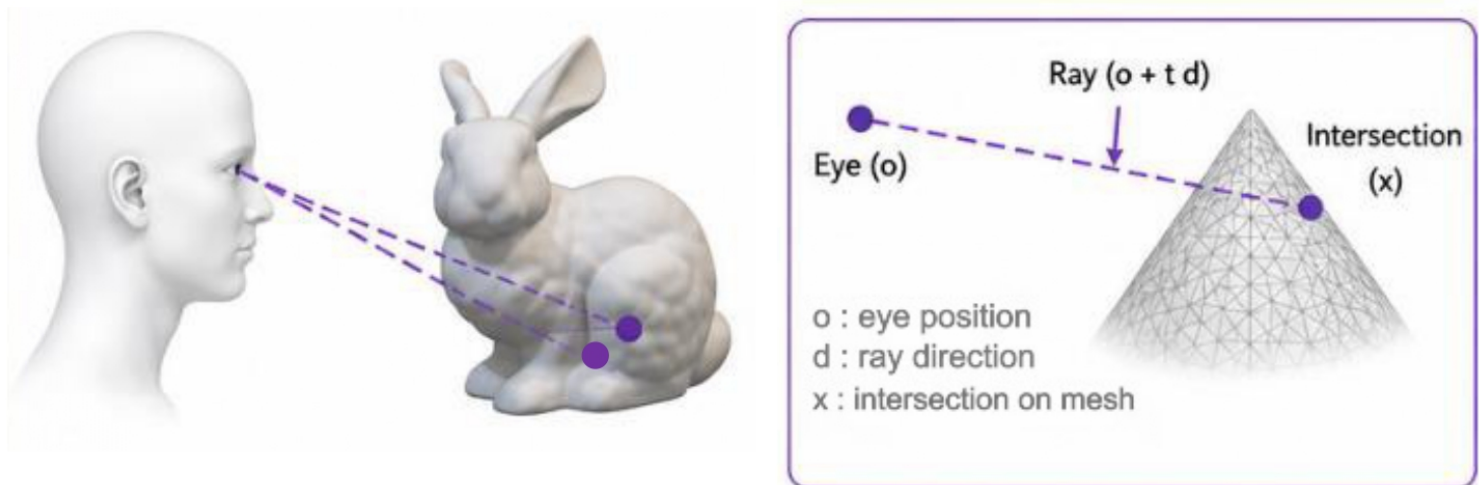 Ray (o + t d)
Eye (o)
Intersection
(x)
o : eye position
d : ray direction
x : intersection on mesh